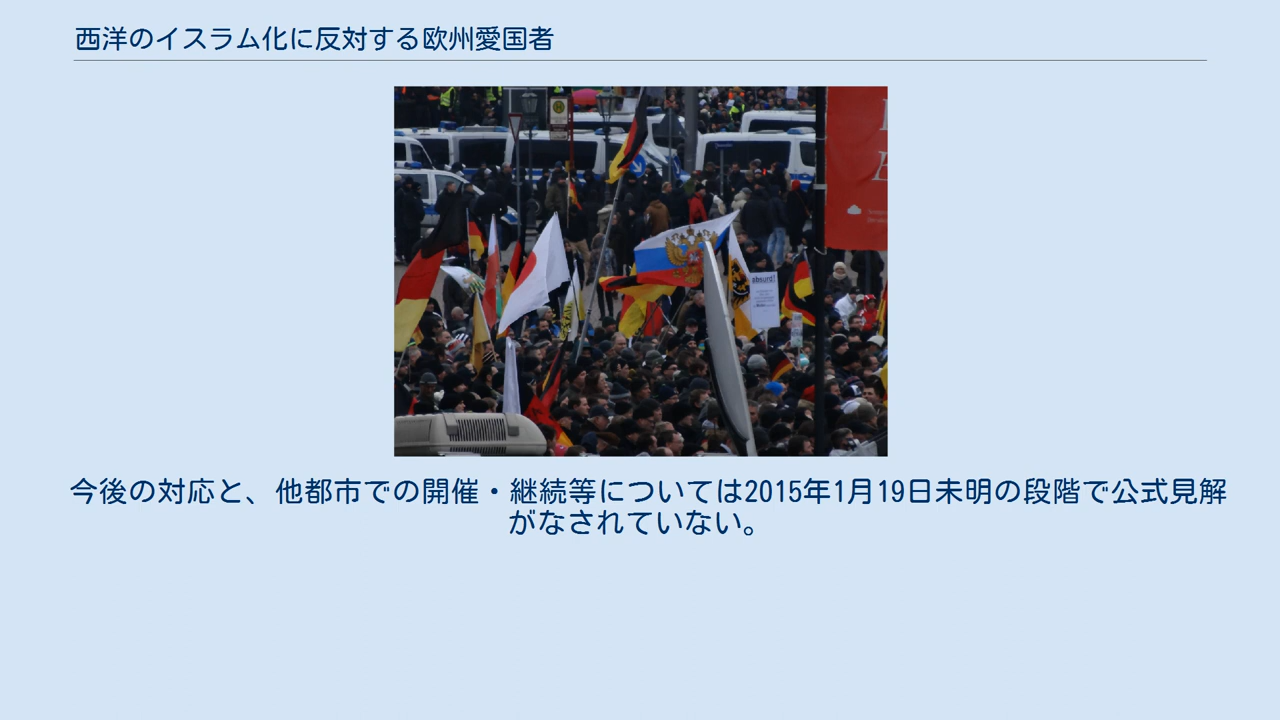 西洋のイスラム化に反対する欧州愛国者
absurd!
今後の対応と、他都市での開催・継続等については2015年1月19日未明の段階で公式見解
がなされていない。